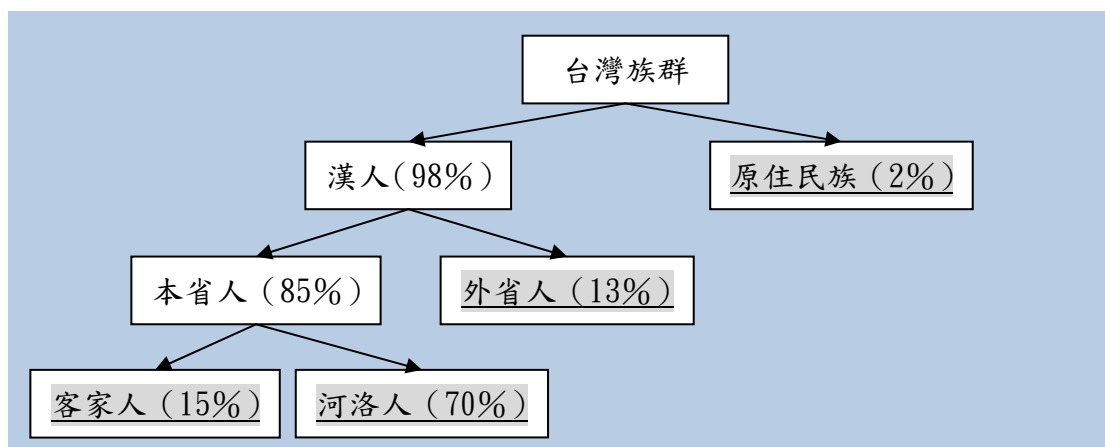 台灣族群
漢人(98%)
原住民族(2%)
本省人(85%)
外省人(13%)
客家人(15%)
河洛人(70%)